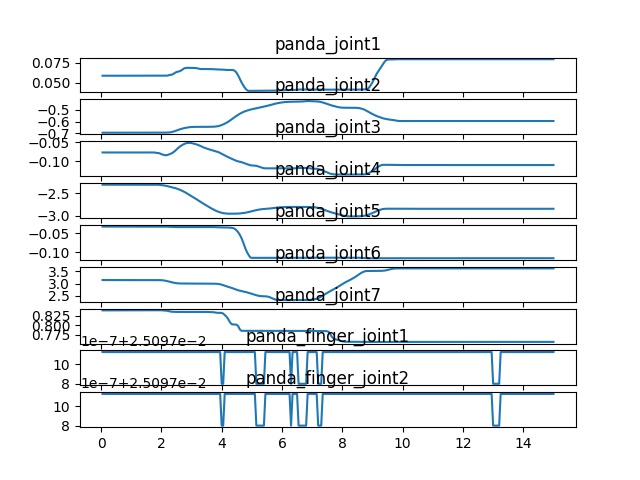 panda_joint1
0.075
0.050
panda_joint2
−0.5
−0.6
−0.7
panda_joint3
−0.05
−0.10
panda_joint4
−2.5
−3.0
panda_joint5
−0.05
−0.10
panda_joint6
3.5
3.0
2.5
panda_joint7
0.825
0.800
0.775
1e−7+2.5097e−2
panda_finger_joint1
10
8
1e−7+2.5097e−2
panda_finger_joint2
10
8
0 2 4 6 8 10 12 14